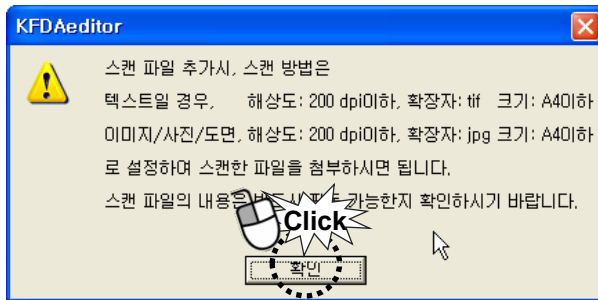 KFDAeditor
스캔 파일 추가시, 스캔 방법은
텍스트일 경우, 해상도: 200 dpi이하, 확장자: tif 크기: A4이하
이미지/사진/도면, 해상도: 200 dpi이하, 확장자: jpg 크기: A4이하
로 설정하여 스캔한 파일을 첨부하시면 됩니다.
스캔 파일의 내용은 가능한지 확인하시기 바랍니다.
Click
확인